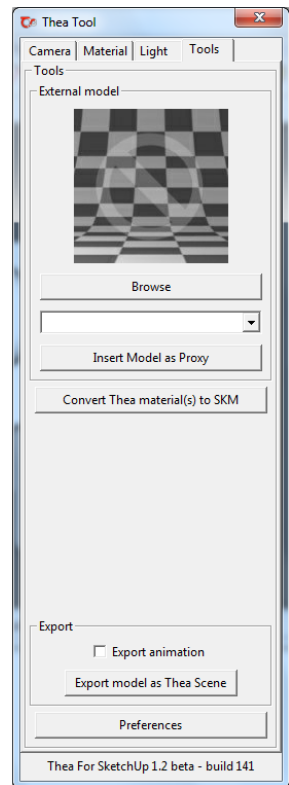 Thea Tool
Camera Material Light Tools
Tools
External model
Browse
Insert Model as Proxy
Convert Thea material(s) to SKM
Export
Export animation
Export model as Thea Scene
Preferences
Thea For SketchUp 1.2 beta - build 141